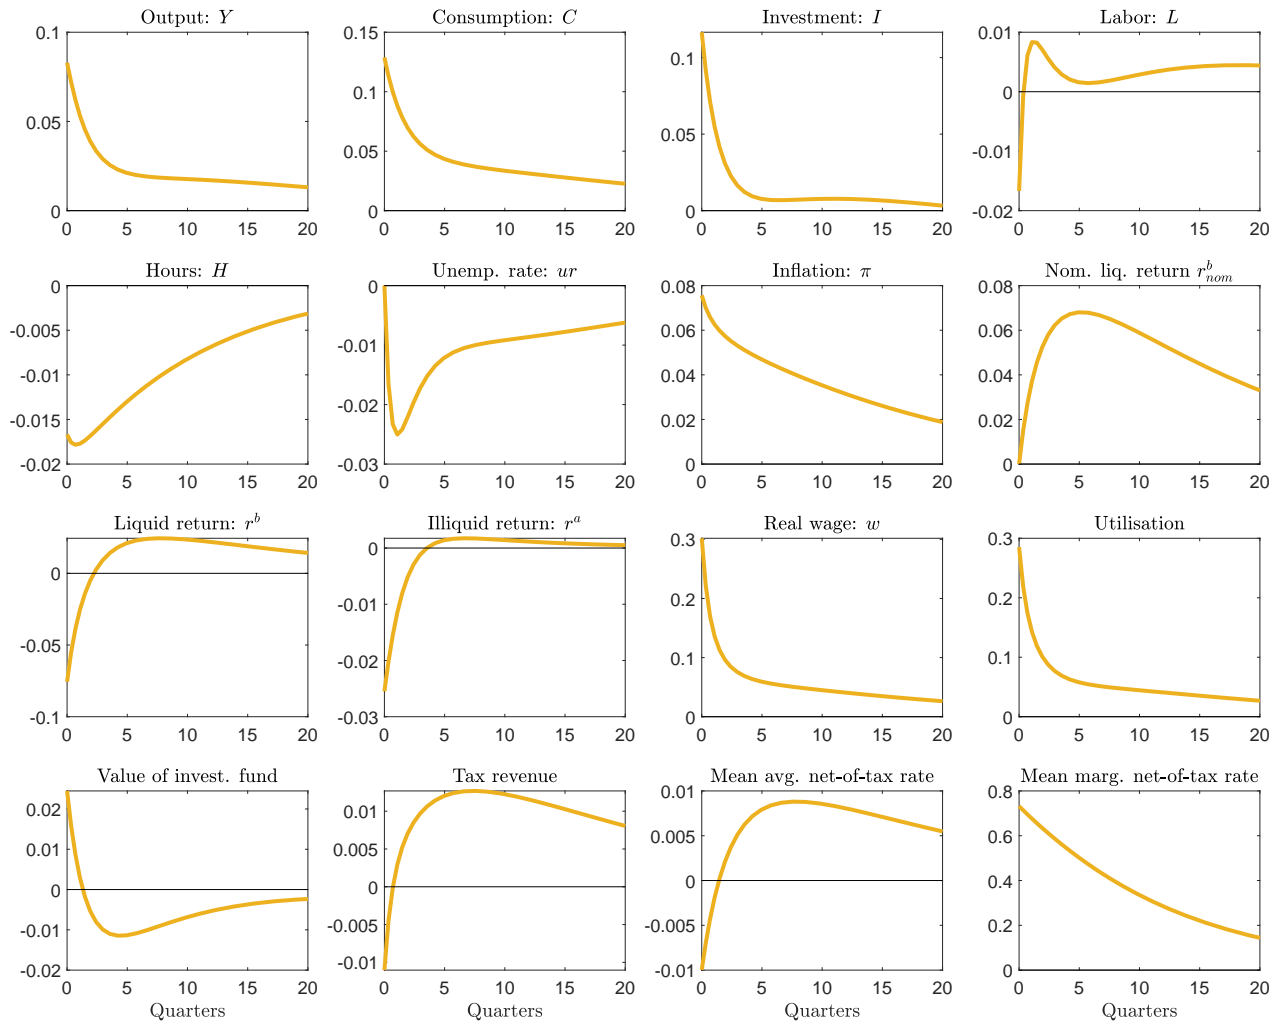 Output: Y
Consumption: C
Investment: I
Labor: L
0.1
0.05
0
0 5 10 15 20
0.15
0.1
0.05
0
0 5 10 15 20
0.1
0.05
0
0 5 10 15 20
0.01
0
-0.01
-0.02
0 5 10 15 20
Hours: H
Unemp. rate: ur
Inflation: π
Nom. liq. return r^b_nom
0
-0.005
-0.01
-0.015
-0.02
0 5 10 15 20
0
-0.01
-0.02
-0.03
0 5 10 15 20
0.08
0.06
0.04
0.02
0
0 5 10 15 20
0.08
0.06
0.04
0.02
0
0 5 10 15 20
Liquid return: r^b
Illiquid return: r^a
Real wage: w
Utilisation
0
-0.05
-0.1
0 5 10 15 20
0
-0.01
-0.02
-0.03
0 5 10 15 20
0.3
0.2
0.1
0
0 5 10 15 20
0.3
0.2
0.1
0
0 5 10 15 20
Value of invest. fund
Tax revenue
Mean avg. net-of-tax rate
Mean marg. net-of-tax rate
0.02
0.01
0
-0.01
-0.02
0 5 10 15 20
Quarters
0.01
0.005
0
-0.005
-0.01
0 5 10 15 20
Quarters
0.01
0.005
0
-0.005
-0.01
0 5 10 15 20
Quarters
0.8
0.6
0.4
0.2
0
0 5 10 15 20
Quarters